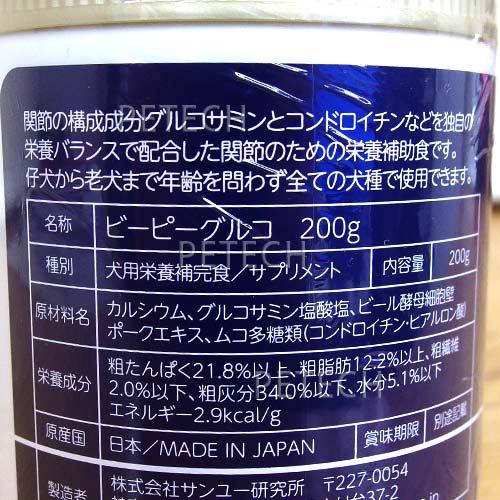 関節の構成成分グルコサミンとコンドロイチンなどを独自の
栄養バランスで配合した関節のための栄養補助食です。
仔犬から老犬まで年齢を問わず全ての犬種で使用できます。
名称 ビーピーグルコ 200g
種別 犬用栄養補完食／サプリメント 内容量 200g
原材料名 カルシウム、グルコサミン塩酸塩、ビール酵母細胞壁
ポークエキス、ムコ多糖類(コンドロイチン・ヒアルロン酸)
栄養成分 粗たんぱく21.8%以上、粗脂肪12.2%以上、粗繊維
2.0%以下、粗灰分34.0%以下、水分5.1%以下
エネルギー2.9kcal/g
原産国 日本/MADE IN JAPAN 賞味期限 別途記載
製造者 株式会社サンユー研究所 〒227-0054
PETECH
PETECH
PETECH